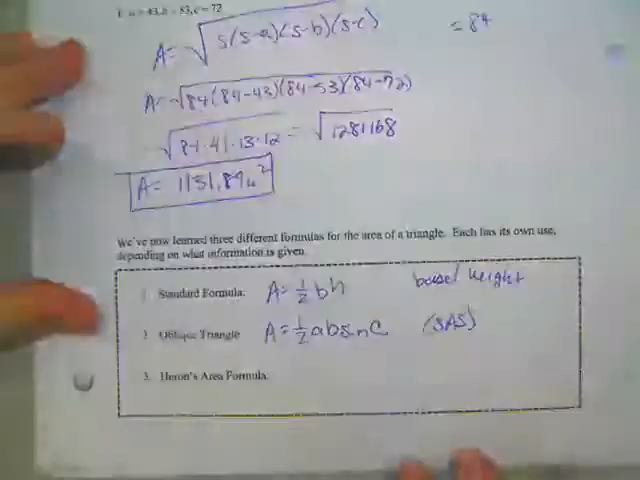 a = 43, b = 53, c = 72
A = √s(s-a)(s-b)(s-c) = 84
A = √84(84-43)(84-53)(84-72)
√84·41·13·12 = √1281168
A = 1131.89u²
We've now learned three different formulas for the area of a triangle. Each has its own use,
depending on what information is given.
1. Standard Formula: A = ½bh base/height
2. Oblique Triangle A = ½absinC (SAS)
3. Heron's Area Formula.